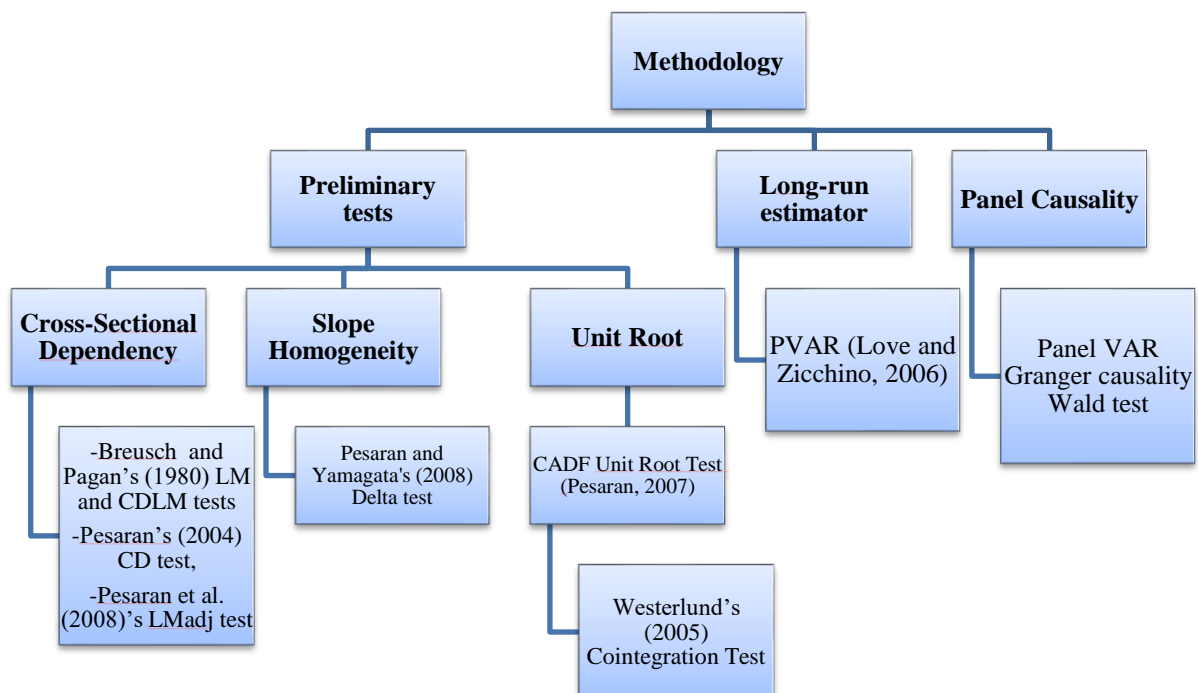 Methodology
Preliminary
tests
Long-run
estimator
Panel Causality
Cross-Sectional
Dependency
Slope
Homogeneity
Unit Root
PVAR (Love and
Zicchino, 2006)
Panel VAR
Granger causality
Wald test
-Breusch and
Pagan’s (1980) LM
and CDLM tests
-Pesaran’s (2004)
CD test,
-Pesaran et al.
(2008)’s LMadj test
Pesaran and
Yamagata's (2008)
Delta test
CADF Unit Root Test
(Pesaran, 2007)
Westerlund’s
(2005)
Cointegration Test